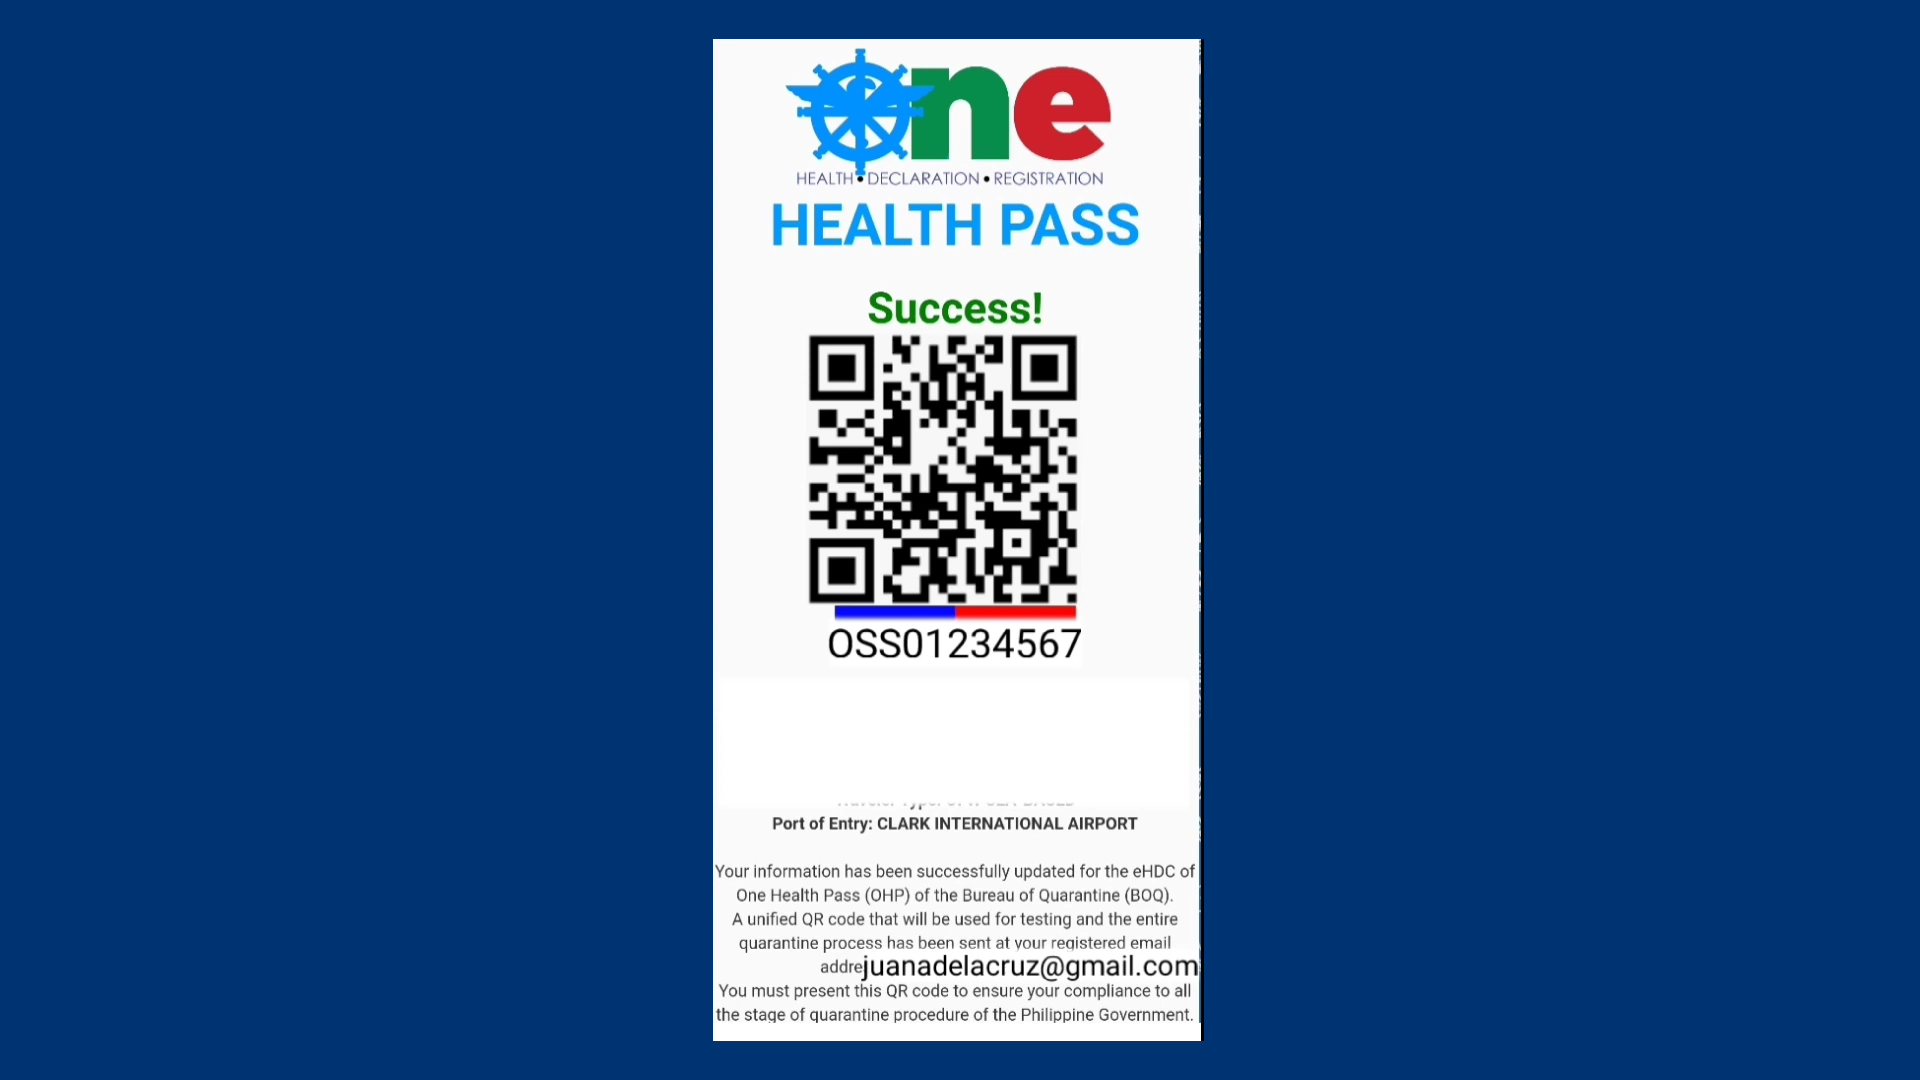 One
HEALTH • DECLARATION • REGISTRATION
HEALTH PASS
Success!
OSS01234567
Port of Entry: CLARK INTERNATIONAL AIRPORT
Your information has been successfully updated for the eHDC of
One Health Pass (OHP) of the Bureau of Quarantine (BOQ).
A unified QR code that will be used for testing and the entire
quarantine process has been sent at your registered email
addre juanadelacruz@gmail.com
You must present this QR code to ensure your compliance to all
the stage of quarantine procedure of the Philippine Government.